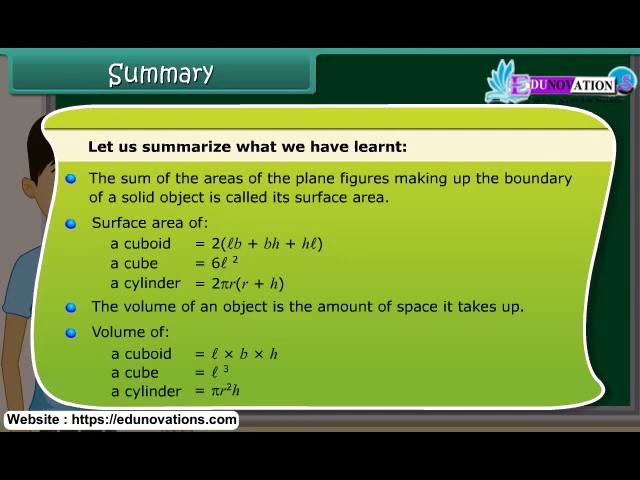 Summary
EDUNOVATION.S
Let us summarize what we have learnt:
The sum of the areas of the plane figures making up the boundary
of a solid object is called its surface area.
Surface area of:
a cuboid = 2(ℓb + bh + hℓ)
a cube = 6ℓ ²
a cylinder = 2πr(r + h)
The volume of an object is the amount of space it takes up.
Volume of:
a cuboid = ℓ × b × h
a cube = ℓ ³
a cylinder = πr²h
Website : https://edunovations.com